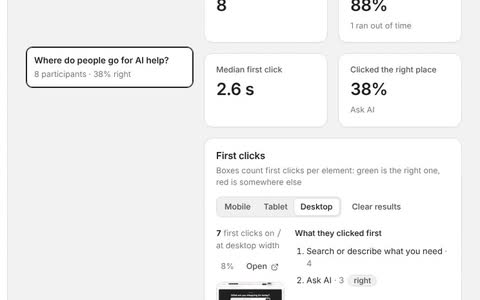 8
88%
1 ran out of time
Where do people go for AI help?
8 participants · 38% right
Median first click
2.6 s
Clicked the right place
38%
Ask AI
First clicks
Boxes count first clicks per element: green is the right one,
red is somewhere else
Mobile
Tablet
Desktop
Clear results
7 first clicks on /
at desktop width
8%
Open
What they clicked first
1. Search or describe what you need ·
4
2. Ask AI · 3 right